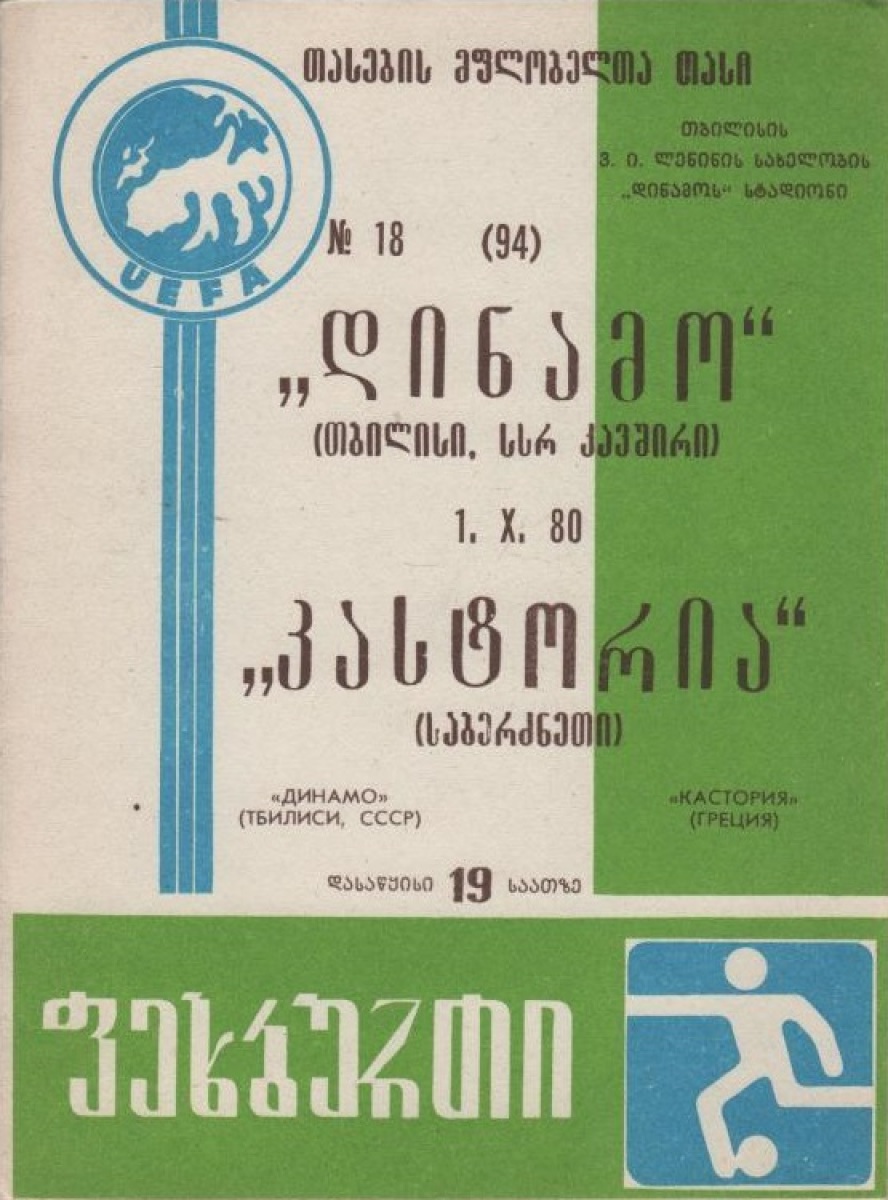 თასების მფლობელთა თასი
თბილისის
ვ. ი. ლენინის სახელობის
„დინამოს“ სტადიონი
UEFA
№ 18 (94)
„დინამო“
(თბილისი, სსრ კავშირი)
1. X. 80
„კასტორია“
(საბერძნეთი)
«ДИНАМО»
(ТБИЛИСИ, СССР)
«КАСТОРИЯ»
(ГРЕЦИЯ)
დასაწყისი 19 საათზე
ფეხბურთი